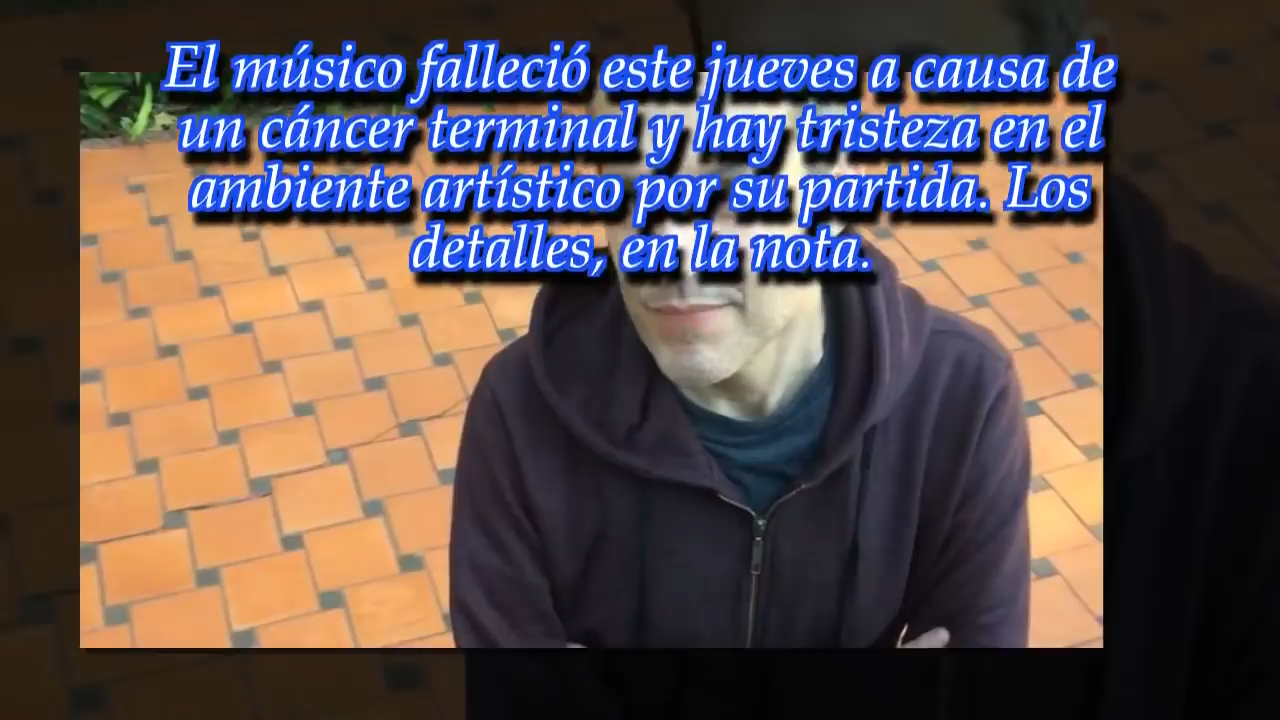 El músico falleció este jueves a causa de
un cáncer terminal y hay tristeza en el
ambiente artístico por su partida. Los
detalles, en la nota.